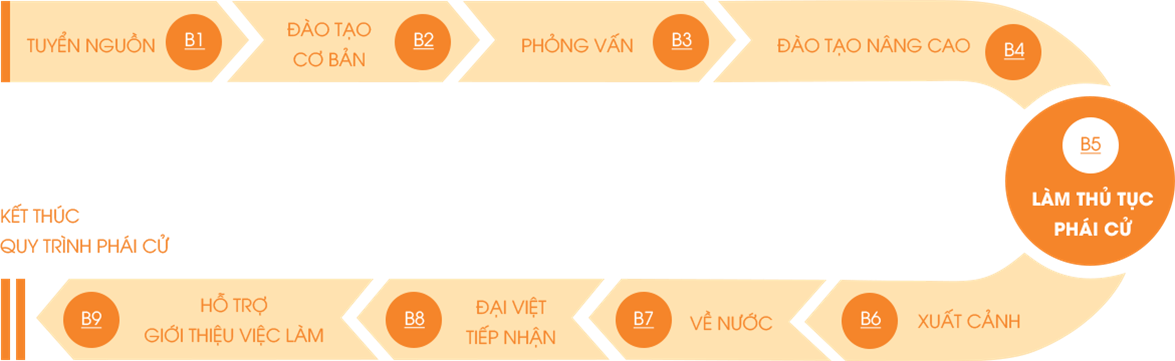 TUYỂN NGUỒN B1
ĐÀO TẠO
CƠ BẢN B2
PHỎNG VẤN B3
ĐÀO TẠO NÂNG CAO B4
B5
LÀM THỦ TỤC
PHÁI CỬ
B6 XUẤT CẢNH
B7 VỀ NƯỚC
B8 ĐẠI VIỆT
TIẾP NHẬN
B9 HỖ TRỢ
GIỚI THIỆU VIỆC LÀM
KẾT THÚC
QUY TRÌNH PHÁI CỬ